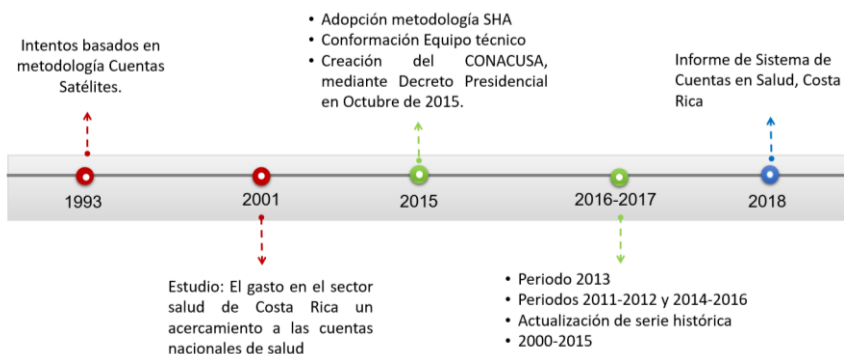 Intentos basados en
metodología Cuentas
Satélites.
• Adopción metodología SHA
• Conformación Equipo técnico
• Creación del CONACUSA,
mediante Decreto Presidencial
en Octubre de 2015.
Informe de Sistema de
Cuentas en Salud, Costa
Rica
1993
2001
2015
2016-2017
2018
Estudio: El gasto en el sector
salud de Costa Rica un
acercamiento a las cuentas
nacionales de salud
• Periodo 2013
• Periodos 2011-2012 y 2014-2016
• Actualización de serie histórica
• 2000-2015